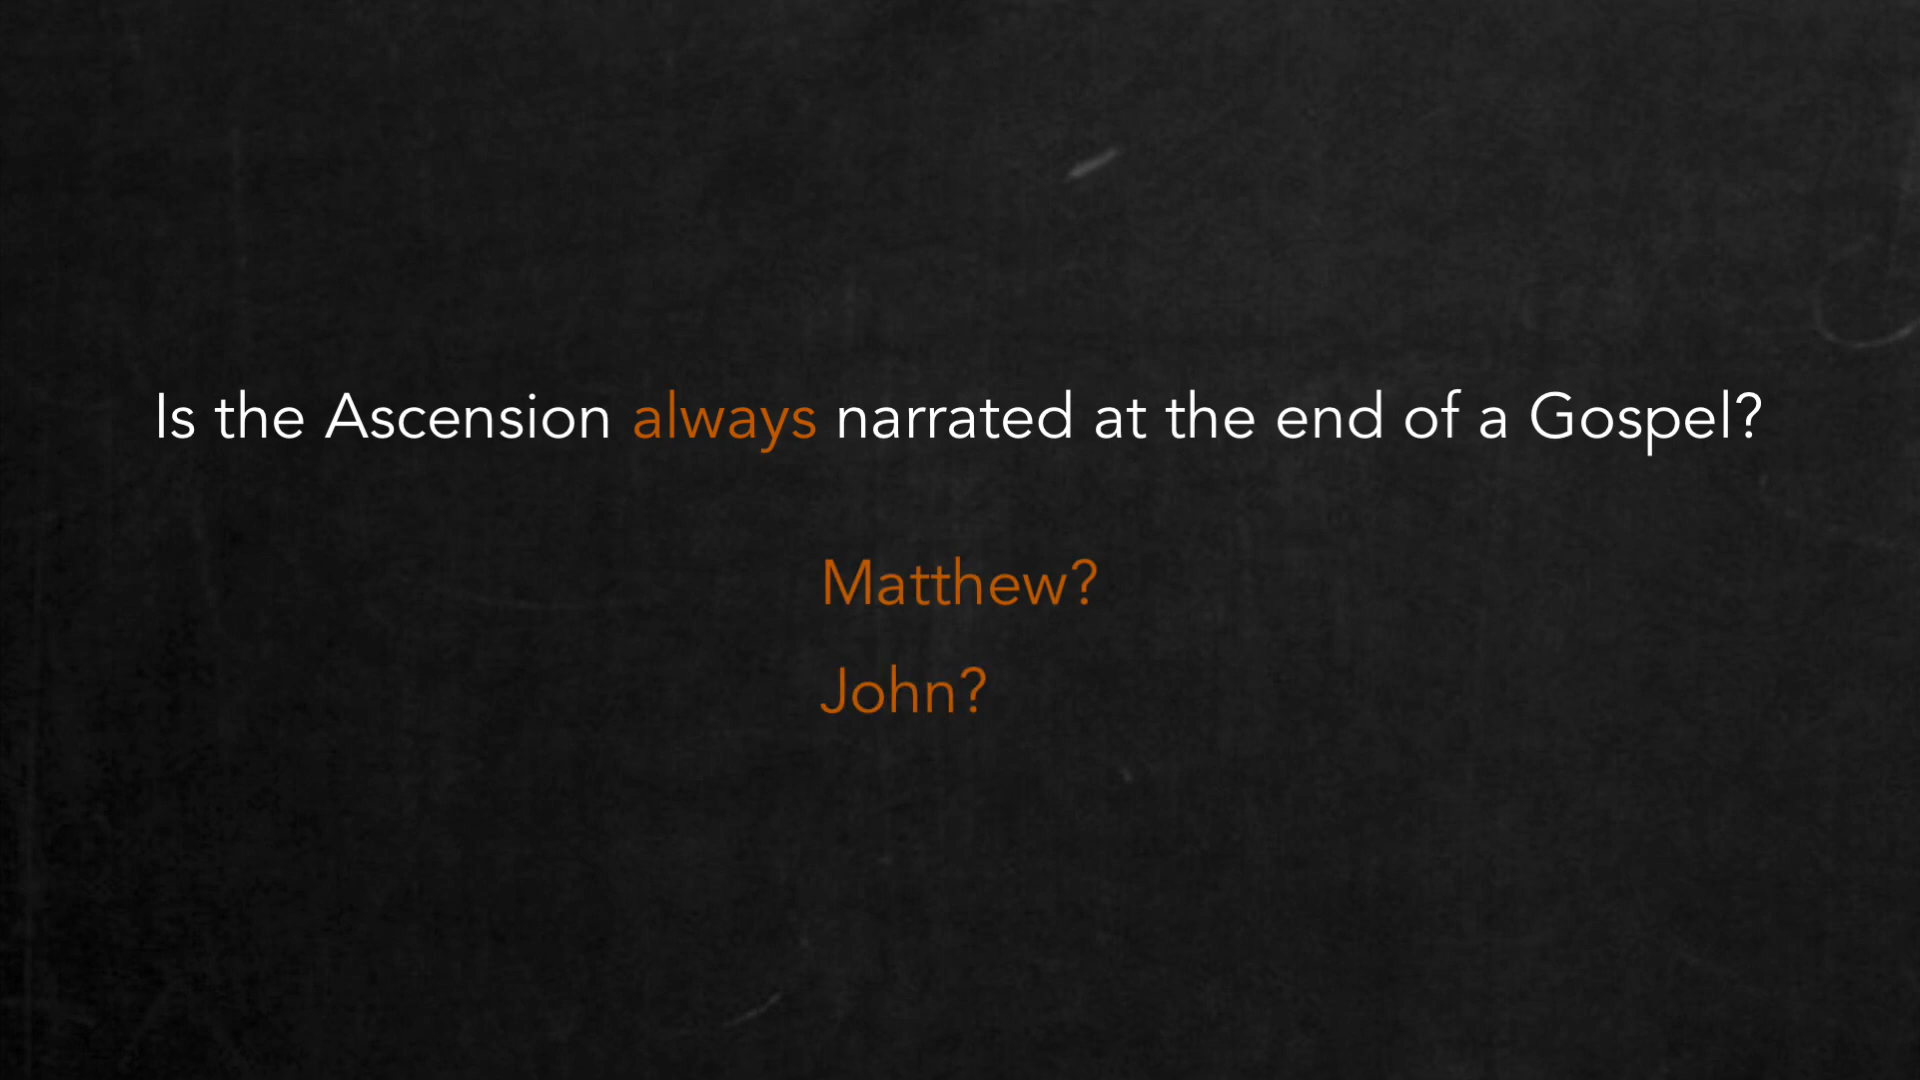 Is the Ascension always narrated at the end of a Gospel?
Matthew?
John?